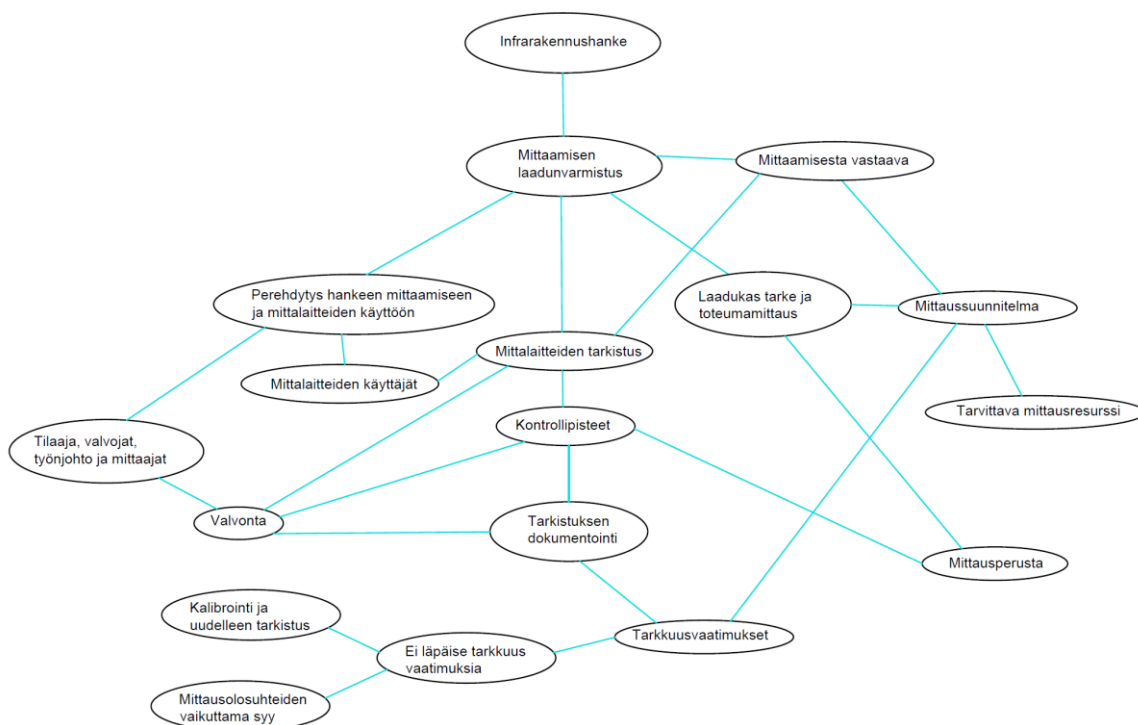 Infrarakennushanke
Mittaamisen
laadunvarmistus
Mittaamisesta vastaava
Perehdytys hankeen mittaamiseen
ja mittalaitteiden käyttöön
Laadukas tarke ja
toteumamittaus
Mittaussuunnitelma
Mittalaitteiden tarkistus
Mittalaitteiden käyttäjät
Tarvittava mittausresurssi
Kontrollipisteet
Tilaaja, valvojat,
työnjohto ja mittaajat
Valvonta
Tarkistuksen
dokumentointi
Mittausperusta
Kalibrointi ja
uudelleen tarkistus
Tarkkuusvaatimukset
Ei läpäise tarkkuus
vaatimuksia
Mittausolosuhteiden
vaikuttama syy